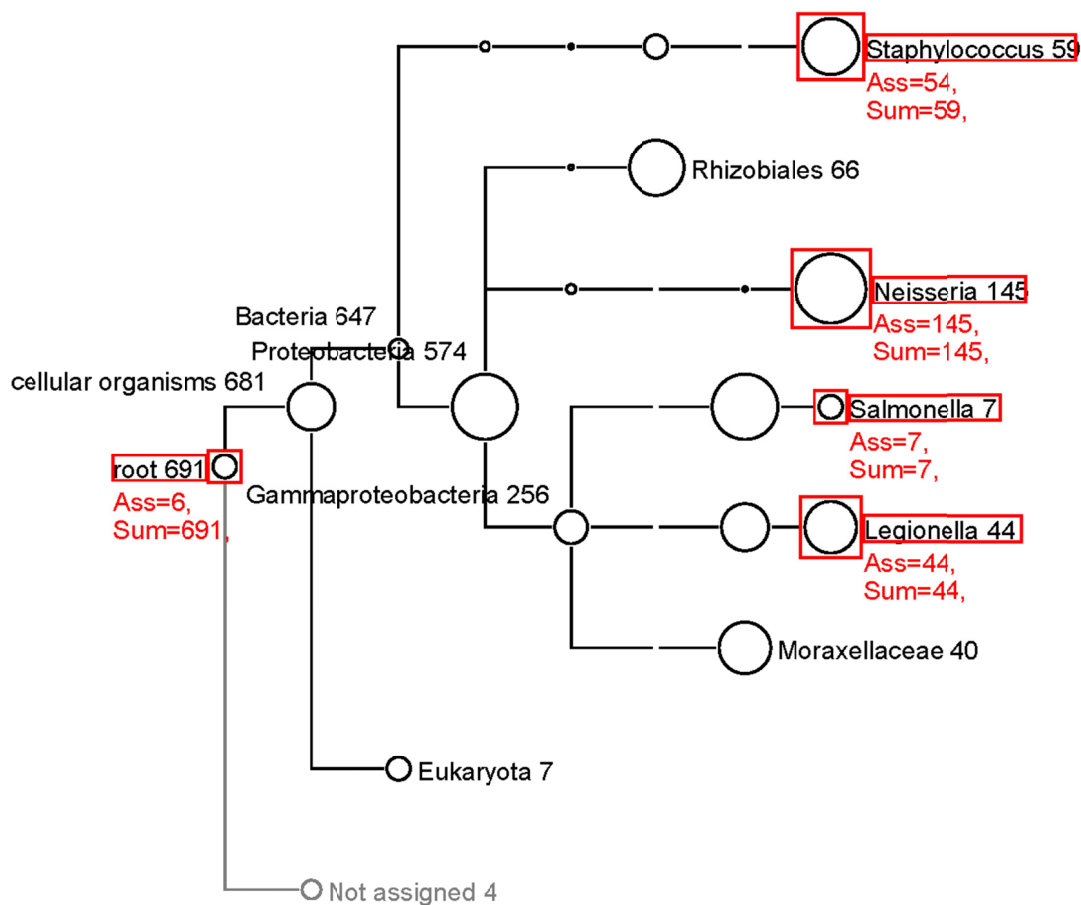 Staphylococcus 59
Ass=54,
Sum=59,
Rhizobiales 66
Neisseria 145
Ass=145,
Sum=145,
Bacteria 647
Proteobacteria 574
cellular organisms 681
Salmonella 7
Ass=7,
Sum=7,
root 691
Ass=6,
Sum=691,
Gammaproteobacteria 256
Legionella 44
Ass=44,
Sum=44,
Moraxellaceae 40
Eukaryota 7
Not assigned 4